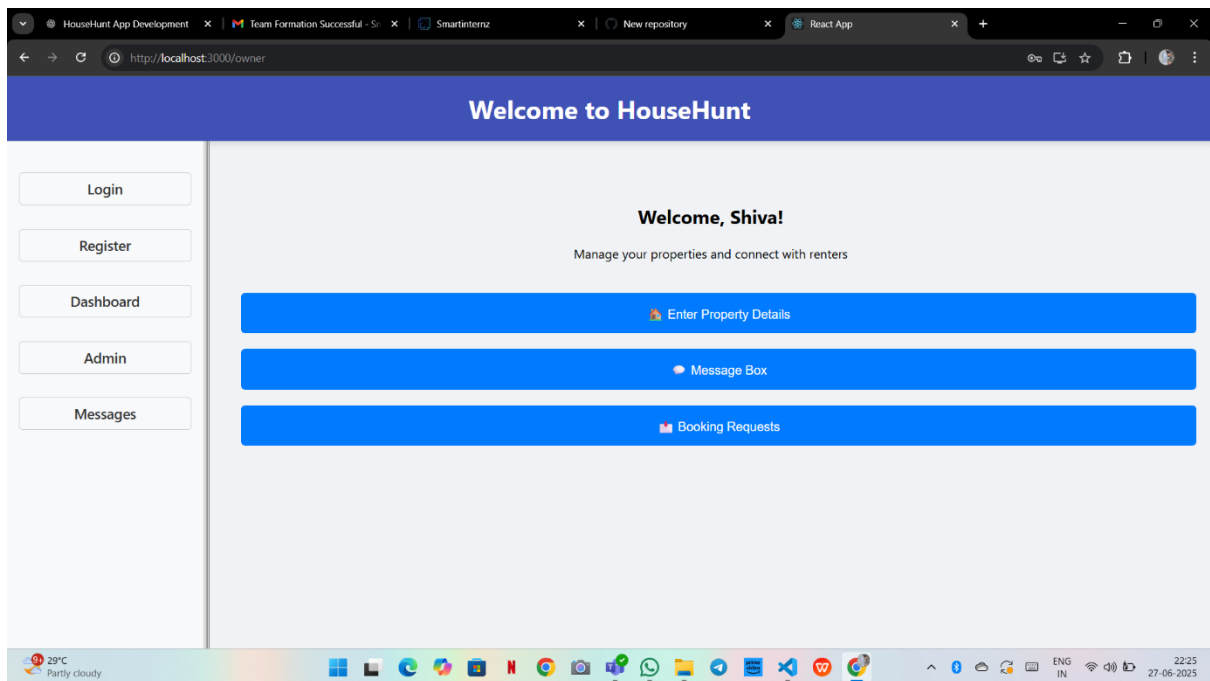 HouseHunt App Development
Team Formation Successful - Sn
Smartinternz
New repository
React App
http://localhost:3000/owner
Welcome to HouseHunt
Login
Register
Dashboard
Admin
Messages
Welcome, Shiva!
Manage your properties and connect with renters
Enter Property Details
Message Box
Booking Requests
29°C
Partly cloudy
ENG
IN
22:25
27-06-2025